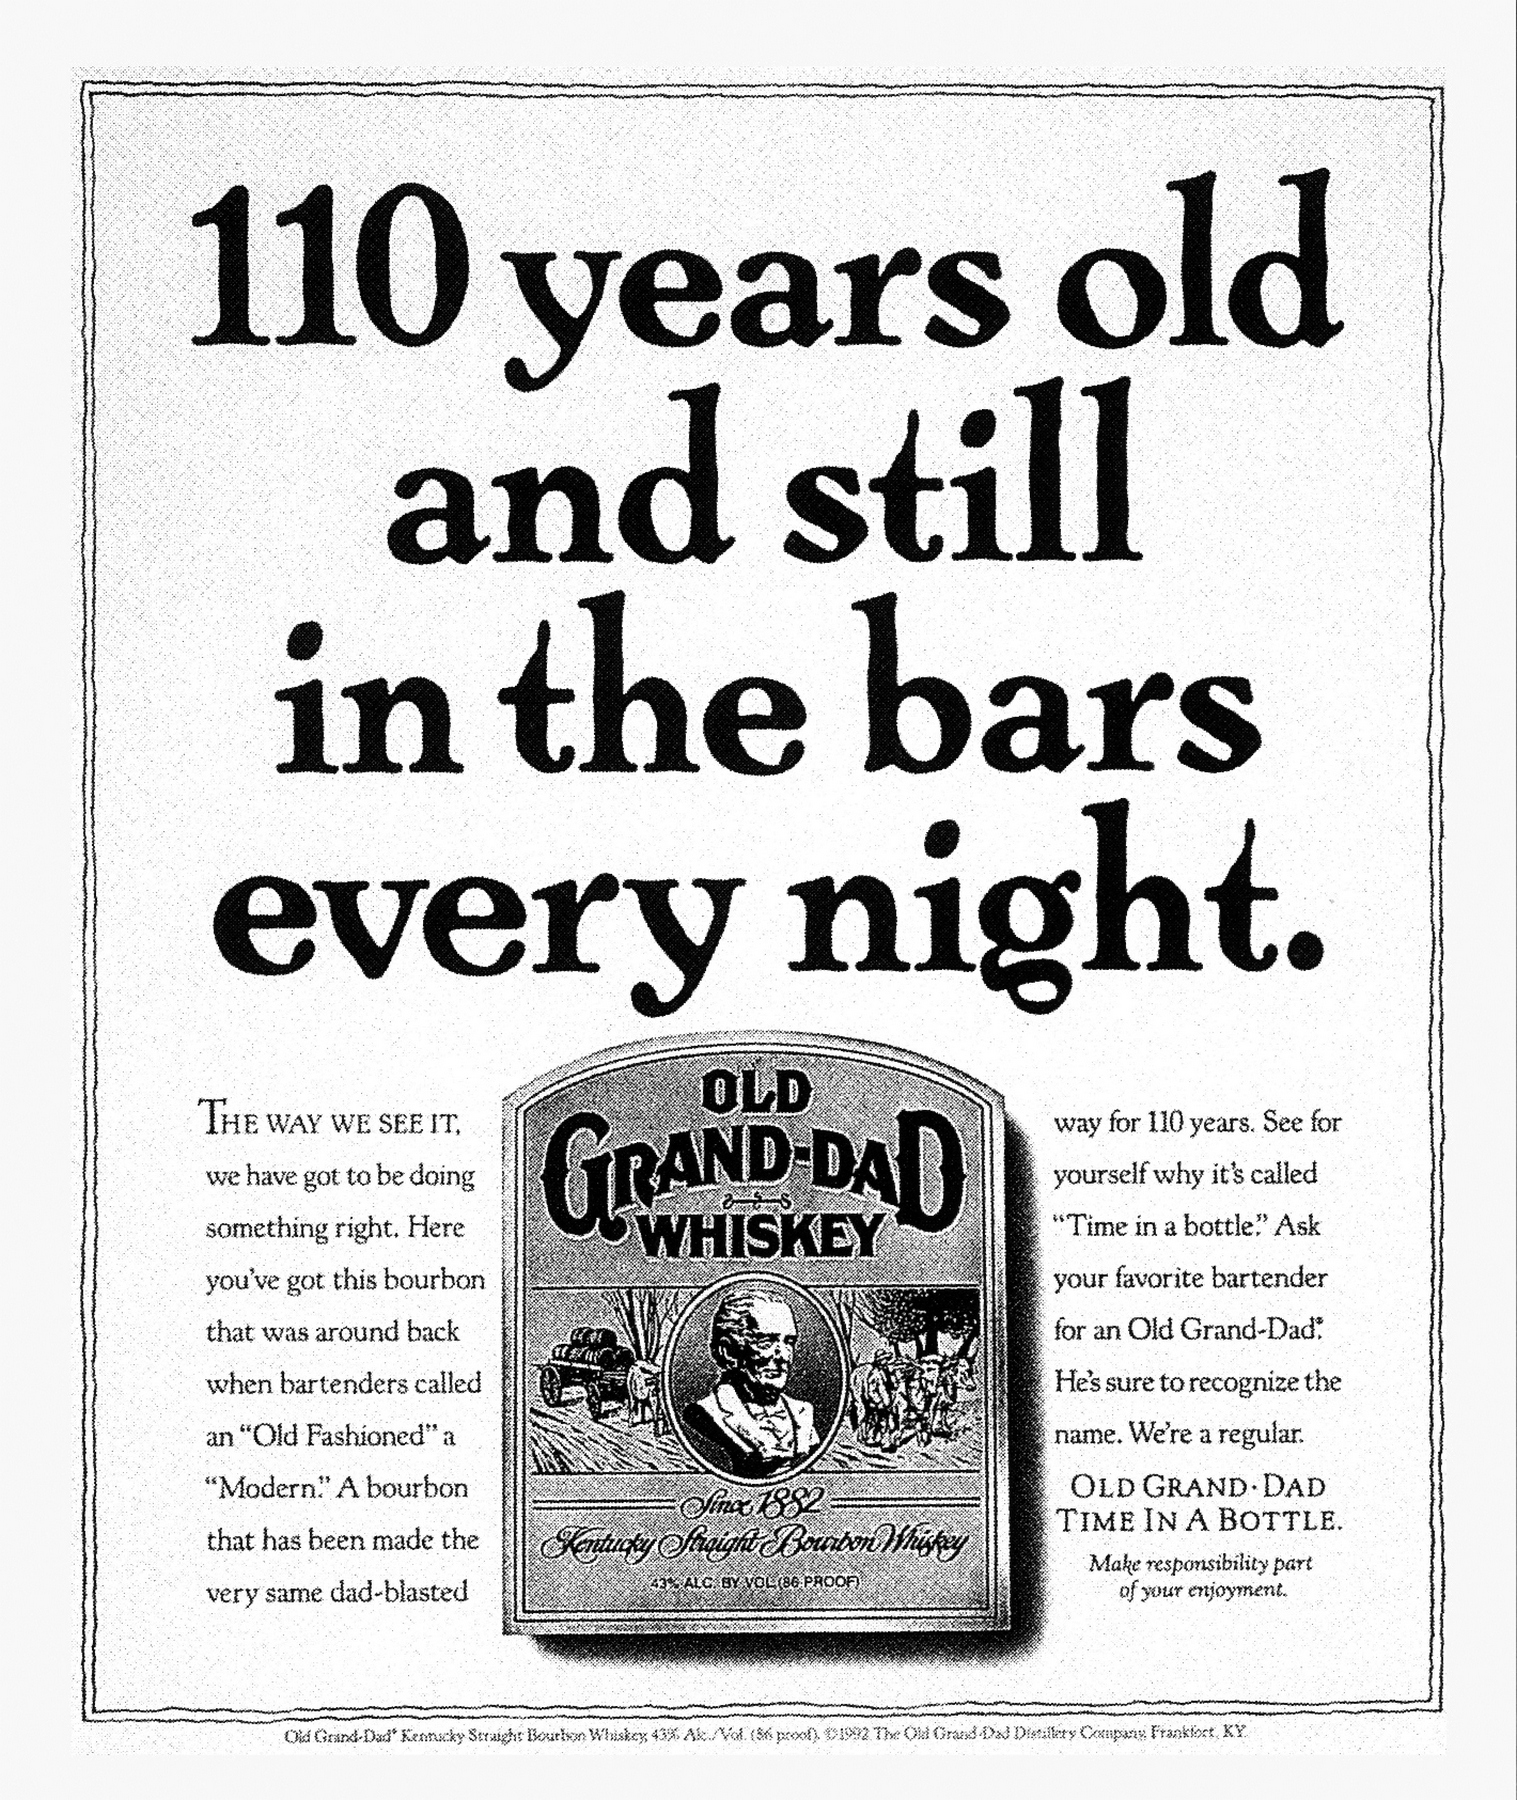 110 years old
and still
in the bars
every night.
THE WAY WE SEE IT,
we have got to be doing
something right. Here
you've got this bourbon
that was around back
when bartenders called
an “Old Fashioned” a
“Modern.” A bourbon
that has been made the
very same dad-blasted
OLD
GRAND-DAD
WHISKEY
Since 1882
Kentucky Straight Bourbon Whiskey
43% ALC. BY VOL. (86 PROOF)
way for 110 years. See for
yourself why it's called
“Time in a bottle.” Ask
your favorite bartender
for an Old Grand-Dad®.
He's sure to recognize the
name. We're a regular.
OLD GRAND·DAD
TIME IN A BOTTLE.
Make responsibility part
of your enjoyment.
Old Grand-Dad® Kentucky Straight Bourbon Whiskey, 43% Alc./Vol. (86 proof). ©1992 The Old Grand-Dad Distillery Company, Frankfort, KY.